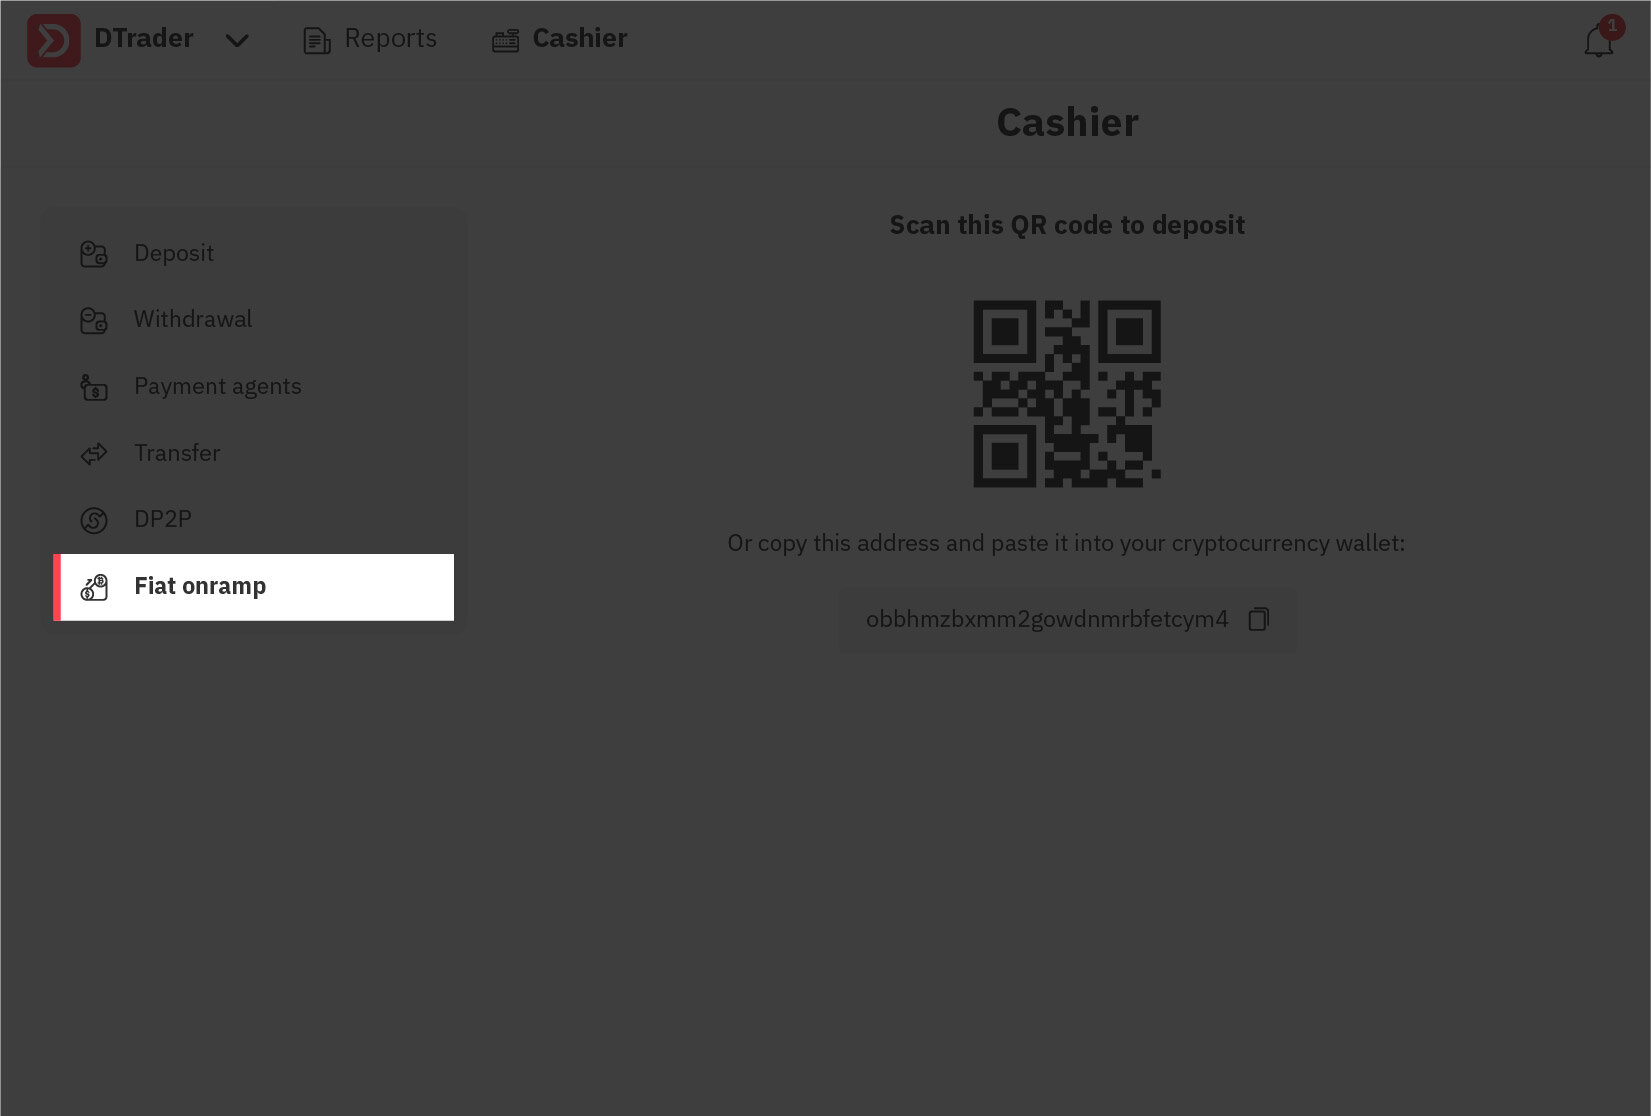 DTrader
Reports
Cashier
1
Cashier
Deposit
Withdrawal
Payment agents
Transfer
DP2P
Fiat onramp
Scan this QR code to deposit
Or copy this address and paste it into your cryptocurrency wallet:
obbhmzbxmm2gowdnmrbfetcym4